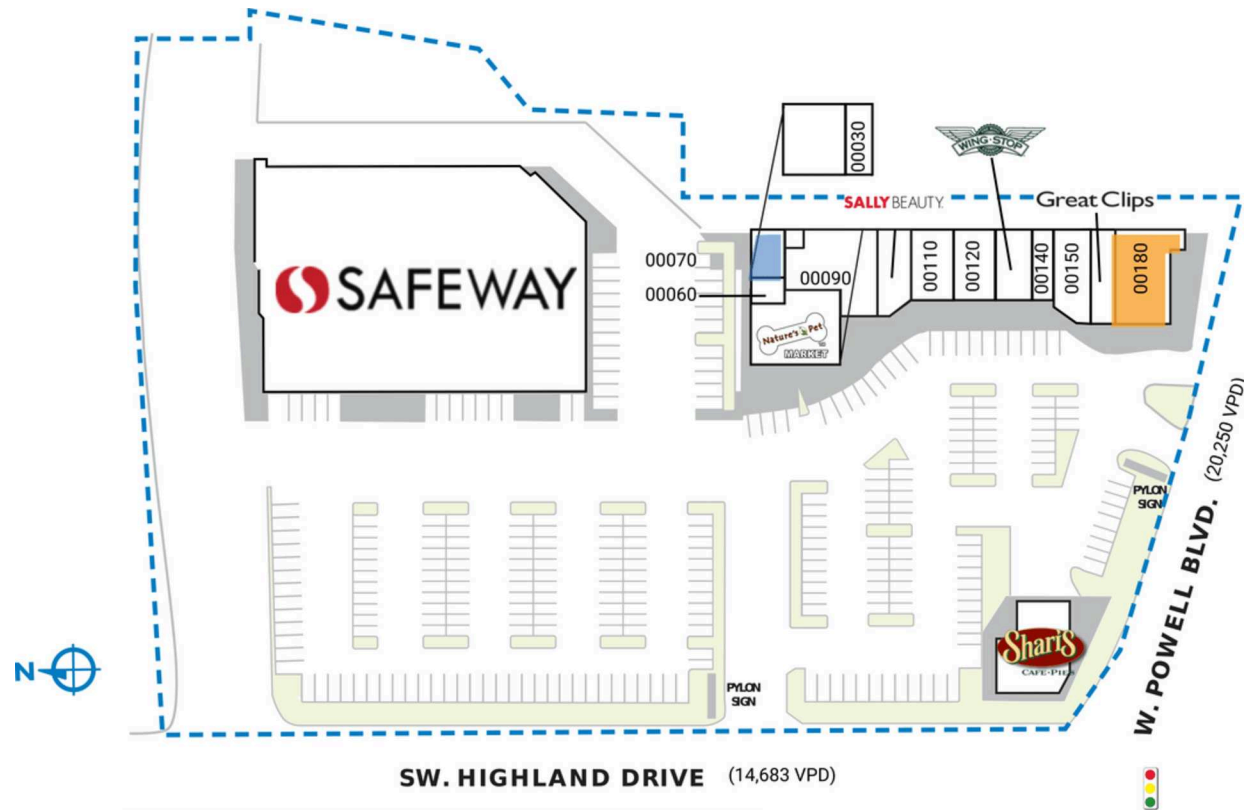 00030
WING·STOP
SALLY BEAUTY
Great Clips
SAFEWAY
00070
00060
00090
00110
00120
00140
00150
00180
Nature's Pet
MARKET
PYLON
SIGN
Shari's
CAFE·PIES
PYLON
SIGN
N
W. POWELL BLVD. (20,250 VPD)
SW. HIGHLAND DRIVE (14,683 VPD)